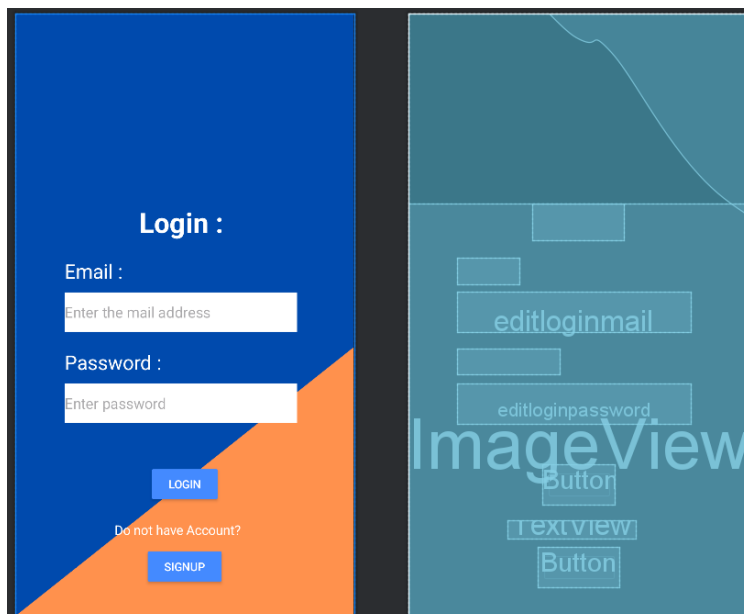 Login :
Email :
Enter the mail address
Password :
Enter password
LOGIN
Do not have Account?
SIGNUP
editloginmail
editloginpassword
ImageView
Button
TextView
Button